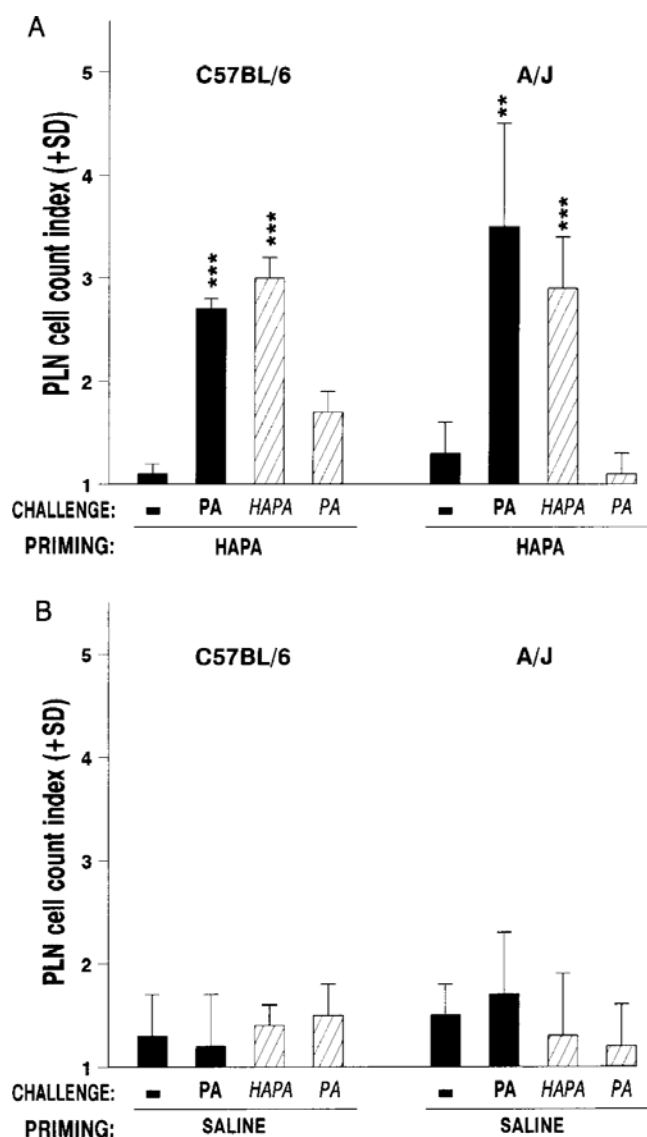 A
C57BL/6
A/J
PLN cell count index (+SD)
5
4
3
2
1
***
***
**
***
CHALLENGE: - PA HAPA PA - PA HAPA PA
PRIMING: HAPA HAPA
B
C57BL/6
A/J
PLN cell count index (+SD)
5
4
3
2
1
CHALLENGE: - PA HAPA PA - PA HAPA PA
PRIMING: SALINE SALINE